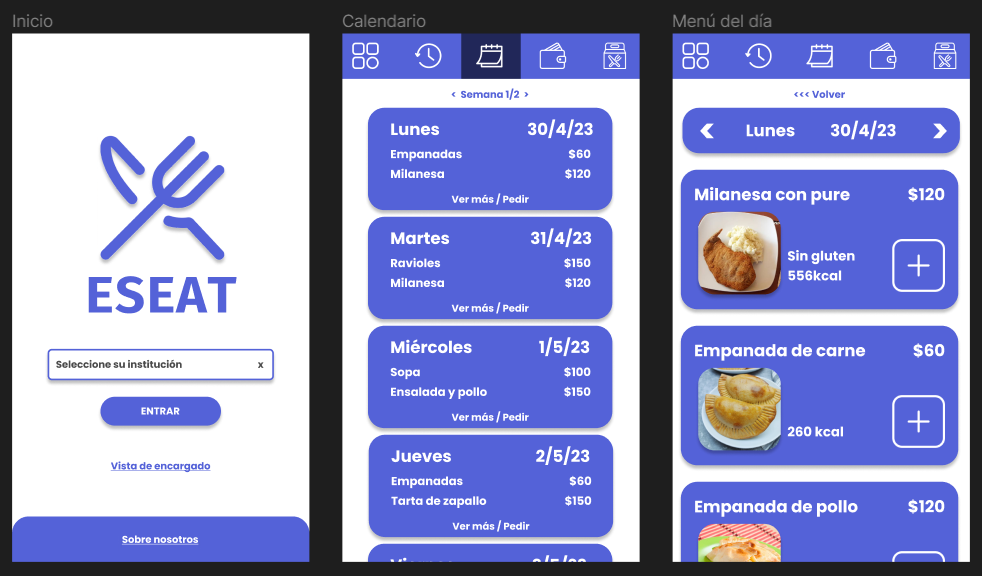 Inicio
ESEAT
Seleccione su institución x
ENTRAR
Vista de encargado
Sobre nosotros
Calendario
< Semana 1/2 >
Lunes 30/4/23
Empanadas $60
Milanesa $120
Ver más / Pedir
Martes 31/4/23
Ravioles $150
Milanesa $120
Ver más / Pedir
Miércoles 1/5/23
Sopa $100
Ensalada y pollo $150
Ver más / Pedir
Jueves 2/5/23
Empanadas $60
Tarta de zapallo $150
Ver más / Pedir
Menú del día
<<< Volver
Lunes 30/4/23
Milanesa con pure $120
Sin gluten
556kcal
Empanada de carne $60
260 kcal
Empanada de pollo $120